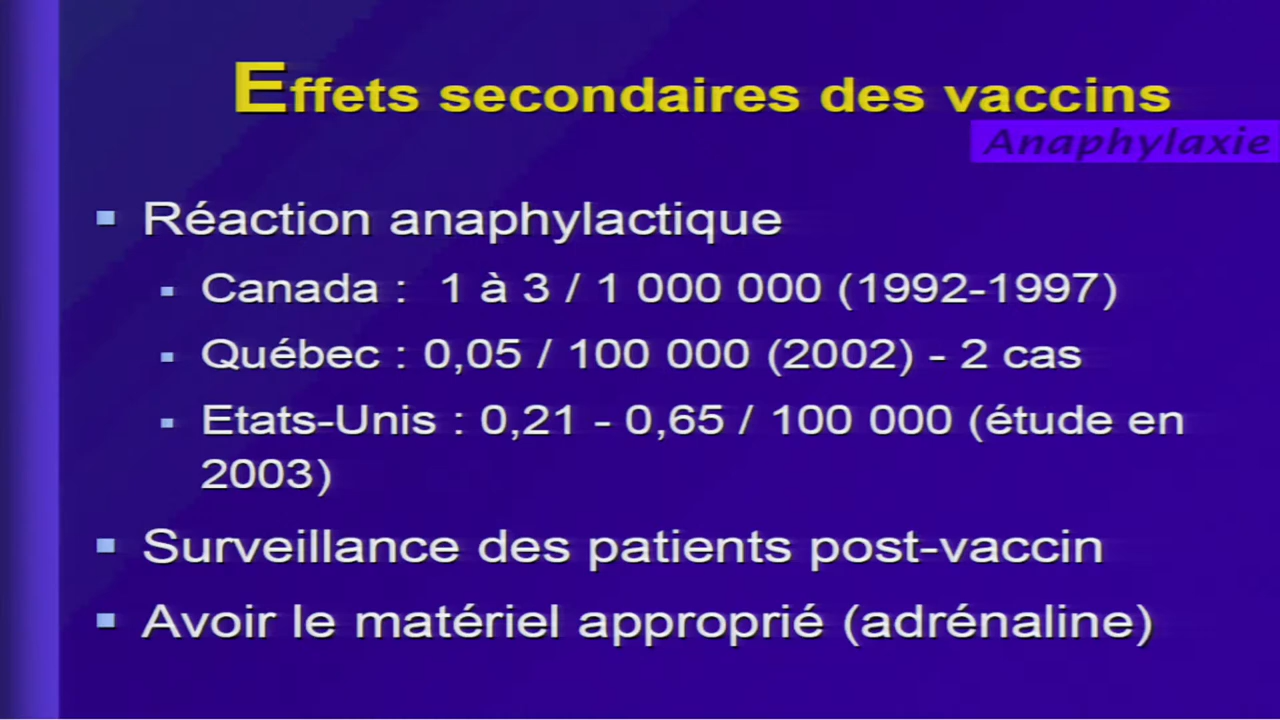 Effets secondaires des vaccins
Anaphylaxie
▪ Réaction anaphylactique
▪ Canada : 1 à 3 / 1 000 000 (1992-1997)
▪ Québec : 0,05 / 100 000 (2002) - 2 cas
▪ Etats-Unis : 0,21 - 0,65 / 100 000 (étude en
2003)
▪ Surveillance des patients post-vaccin
▪ Avoir le matériel approprié (adrénaline)